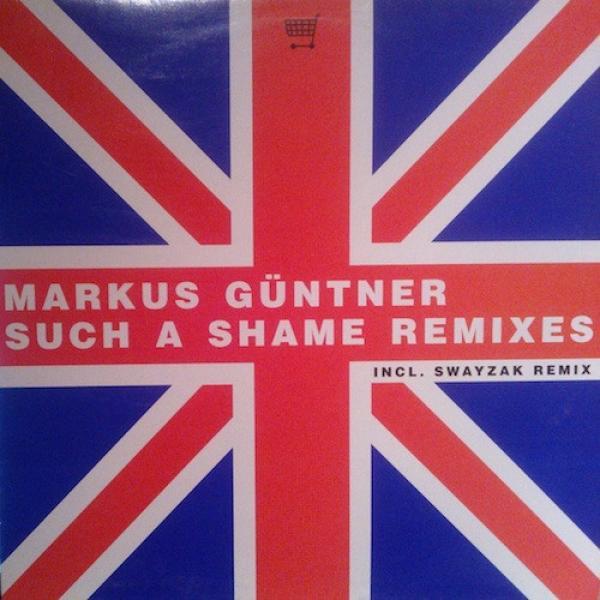 MARKUS GÜNTNER
SUCH A SHAME REMIXES
INCL. SWAYZAK REMIX